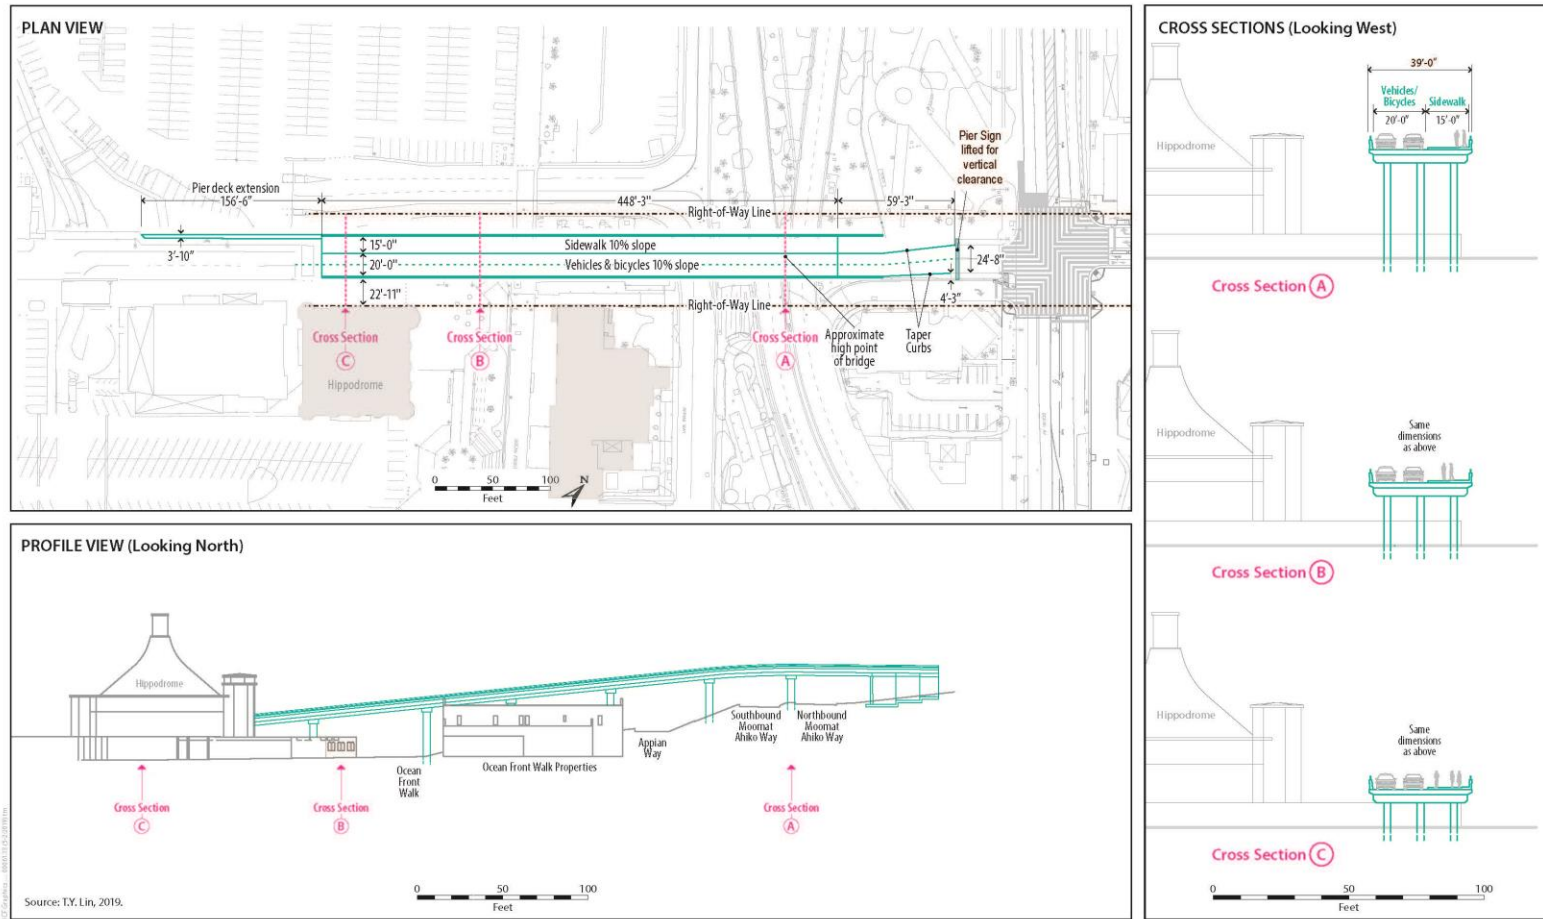 PLAN VIEW
Pier Sign
lifted for
vertical
clearance
Pier deck extension
156'-6"
448'-3"
59'-3"
Right-of-Way Line
3'-10"
15'-0"
Sidewalk 10% slope
20'-0"
Vehicles & bicycles 10% slope
24'-8"
22'-11"
4'-3"
Right-of-Way Line
Cross Section
C
Cross Section
B
Cross Section
A
Approximate
high point
of bridge
Taper
Curbs
Hippodrome
0
50
100
Feet
N
PROFILE VIEW (Looking North)
Hippodrome
Southbound
Moomat
Ahiko Way
Northbound
Moomat
Ahiko Way
Appian
Way
Ocean
Front
Walk
Ocean Front Walk Properties
Cross Section
C
Cross Section
B
Cross Section
A
0
50
100
Feet
Source: T.Y. Lin, 2019.
CROSS SECTIONS (Looking West)
39'-0"
Vehicles/
Bicycles
Sidewalk
20'-0"
15'-0"
Hippodrome
Cross Section A
Same
dimensions
as above
Hippodrome
Cross Section B
Hippodrome
Same
dimensions
as above
Cross Section C
0
50
100
Feet